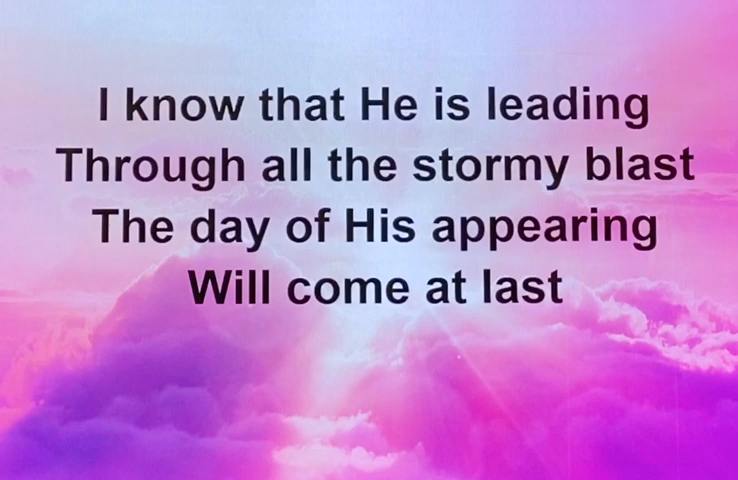 I know that He is leading
Through all the stormy blast
The day of His appearing
Will come at last